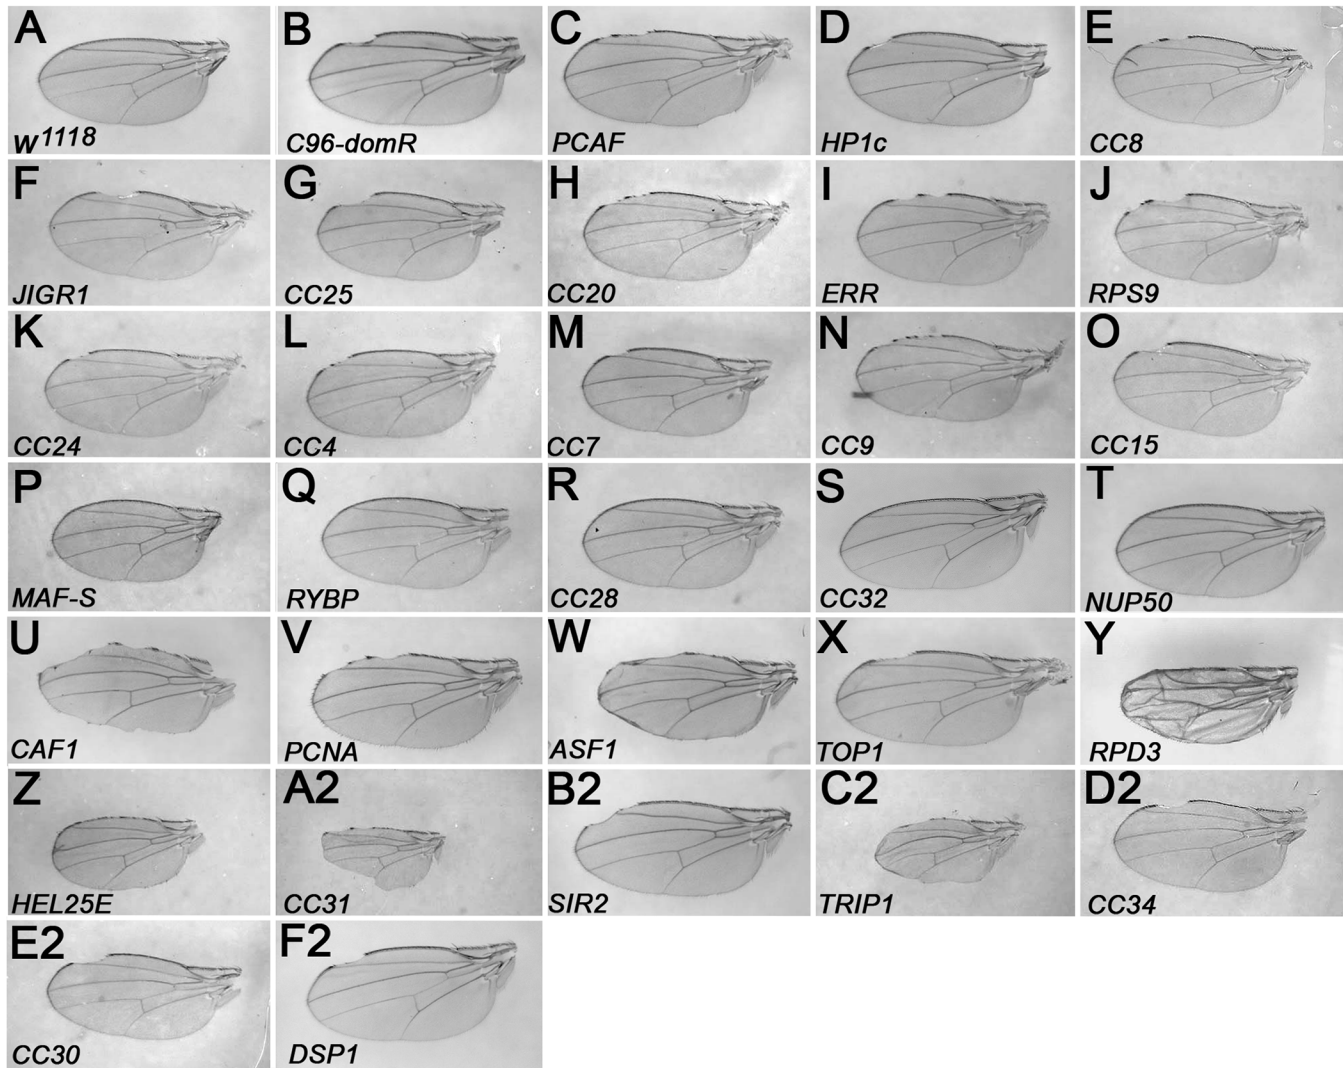 A
w1118
B
C96-domR
C
PCAF
D
HP1c
E
CC8
F
JIGR1
G
CC25
H
CC20
I
ERR
J
RPS9
K
CC24
L
CC4
M
CC7
N
CC9
O
CC15
P
MAF-S
Q
RYBP
R
CC28
S
CC32
T
NUP50
U
CAF1
V
PCNA
W
ASF1
X
TOP1
Y
RPD3
Z
HEL25E
A2
CC31
B2
SIR2
C2
TRIP1
D2
CC34
E2
CC30
F2
DSP1